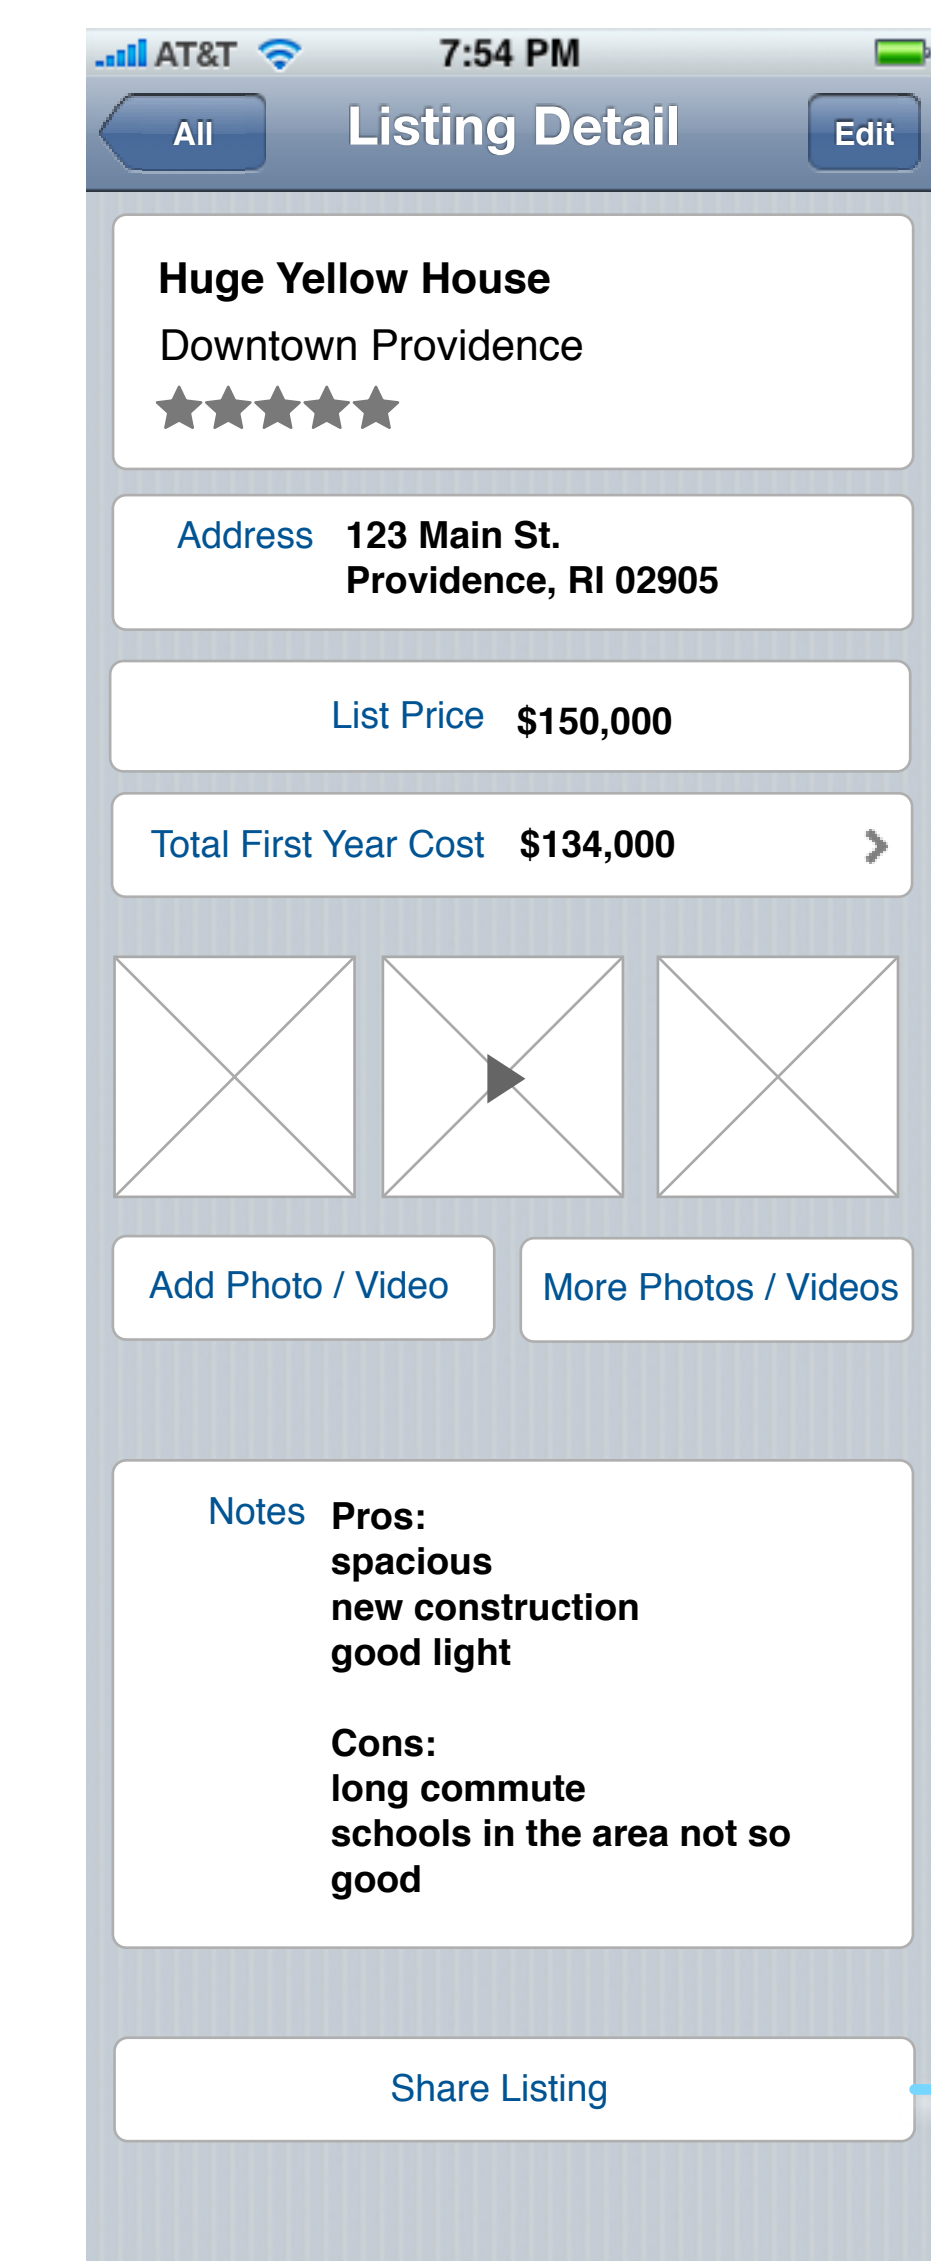 AT&T 7:54 PM
All Listing Detail Edit
Huge Yellow House
Downtown Providence
Address 123 Main St.
Providence, RI 02905
List Price $150,000
Total First Year Cost $134,000
Add Photo / Video More Photos / Videos
Notes Pros:
spacious
new construction
good light
Cons:
long commute
schools in the area not so
good
Share Listing